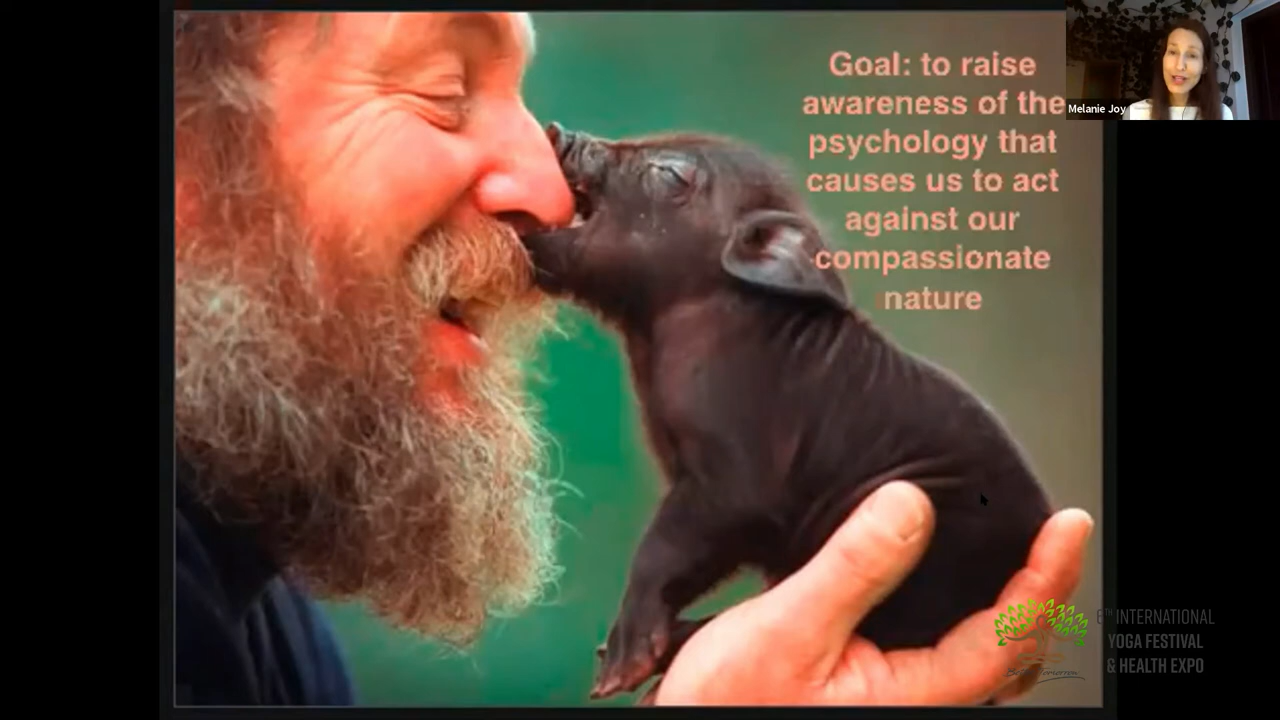 Goal: to raise
awareness of the
psychology that
causes us to act
against our
compassionate
nature
Melanie Joy
6TH INTERNATIONAL
YOGA FESTIVAL
& HEALTH EXPO